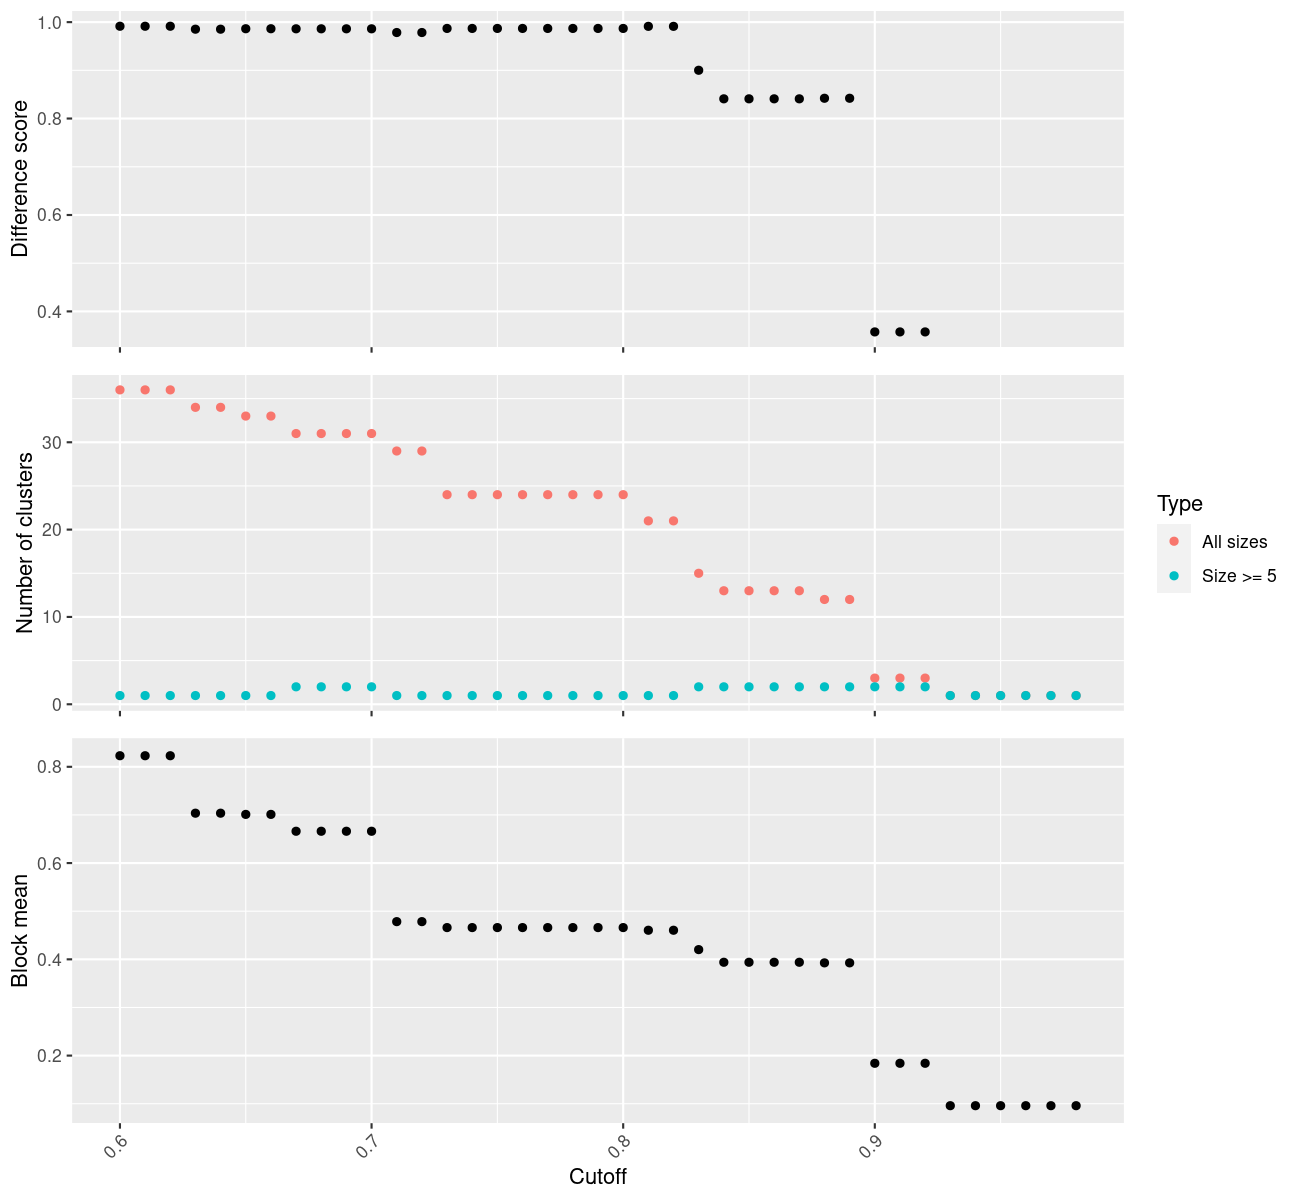 1.0
0.8
0.6
0.4
Difference score
30
20
10
0
Number of clusters
Type
All sizes
Size >= 5
0.8
0.6
0.4
0.2
Block mean
0.6
0.7
0.8
0.9
Cutoff